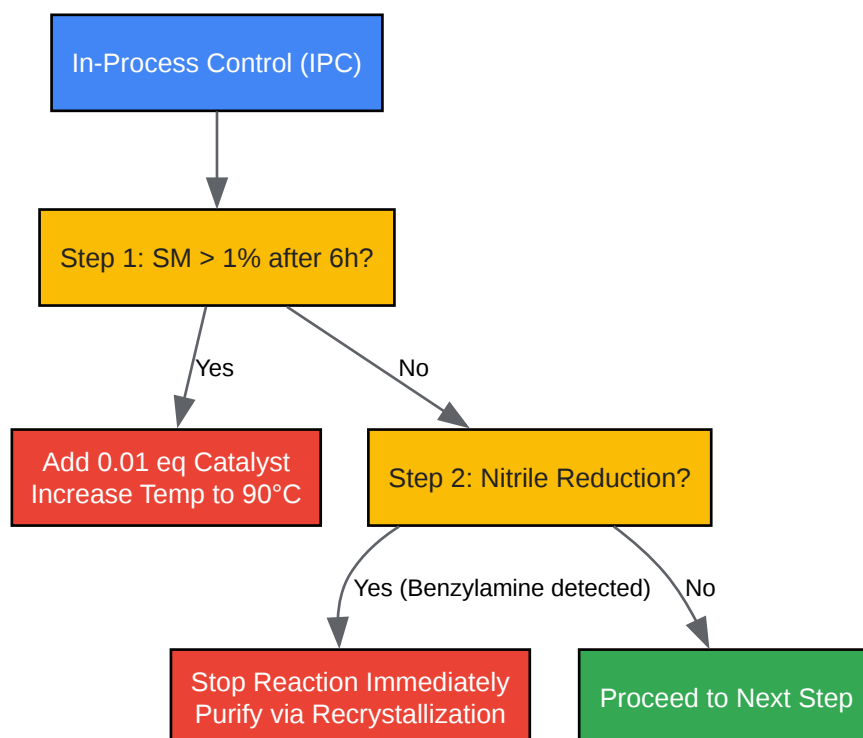 In-Process Control (IPC)
Step 1: SM > 1% after 6h?
Yes
No
Add 0.01 eq Catalyst
Increase Temp to 90°C
Step 2: Nitrile Reduction?
Yes (Benzylamine detected)
No
Stop Reaction Immediately
Purify via Recrystallization
Proceed to Next Step